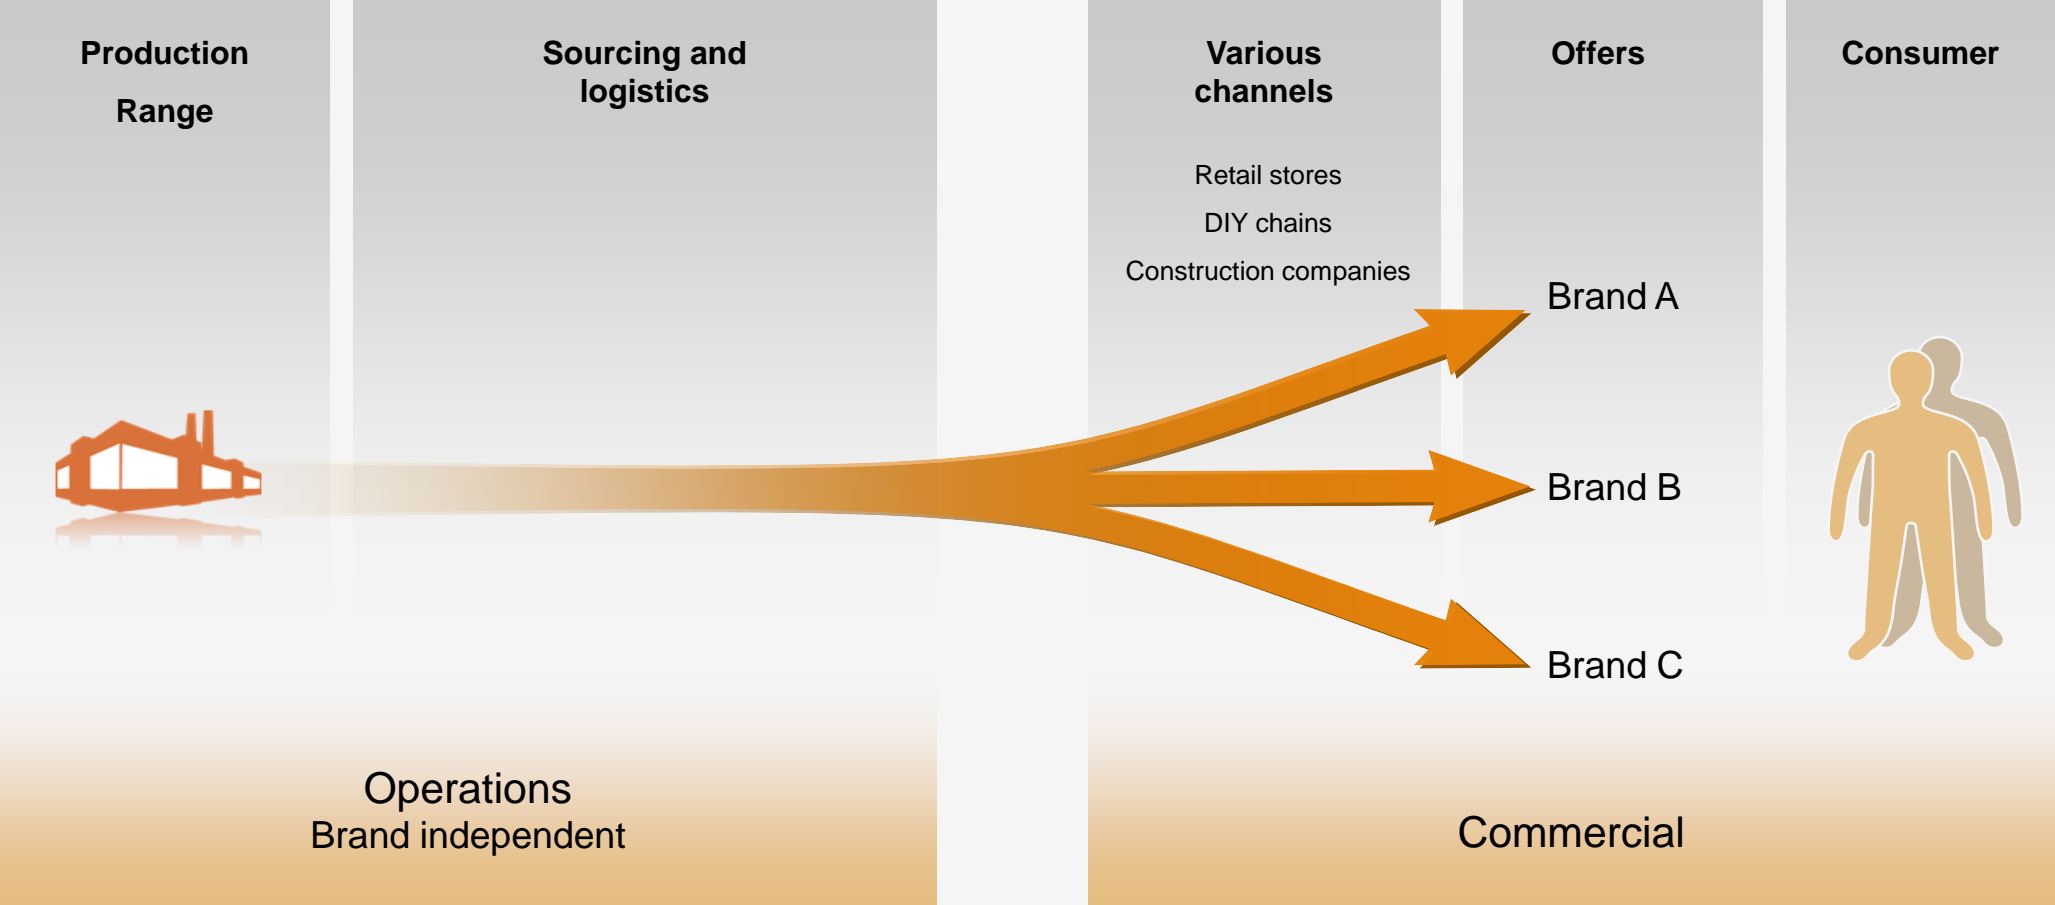 Production
Range
Sourcing and
logistics
Various
channels
Retail stores
DIY chains
Construction companies
Offers
Consumer
Brand A
Brand B
Brand C
Operations
Brand independent
Commercial